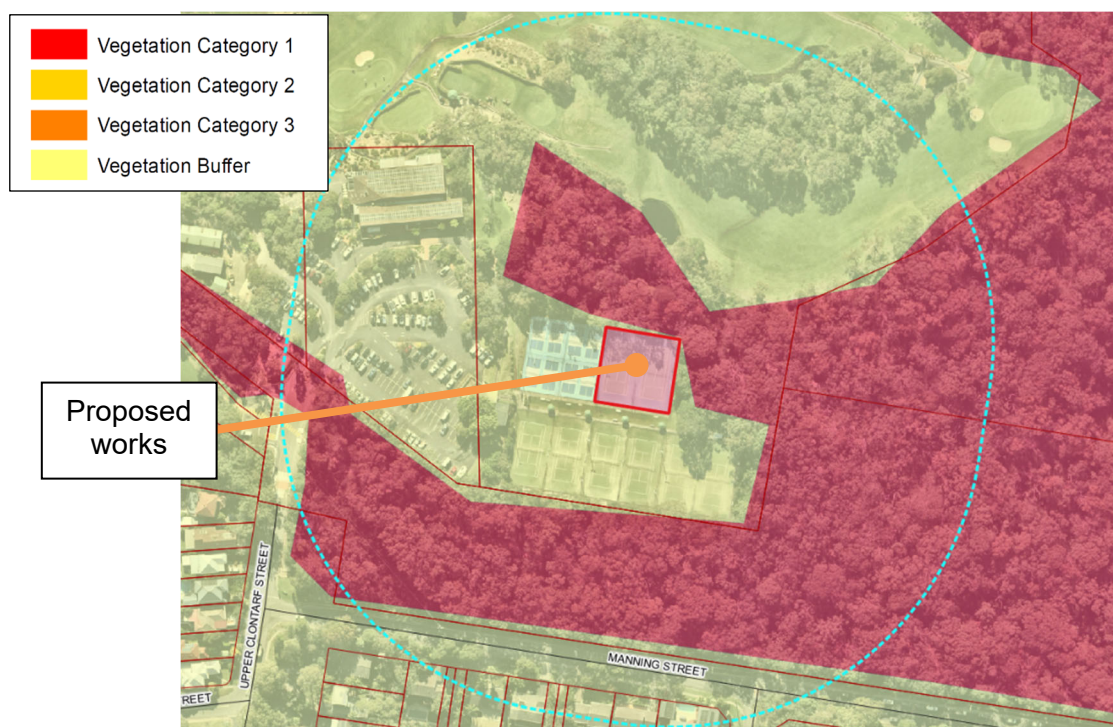 Vegetation Category 1
Vegetation Category 2
Vegetation Category 3
Vegetation Buffer
Proposed
works
UPPER CLONTARF STREET
MANNING STREET
REET